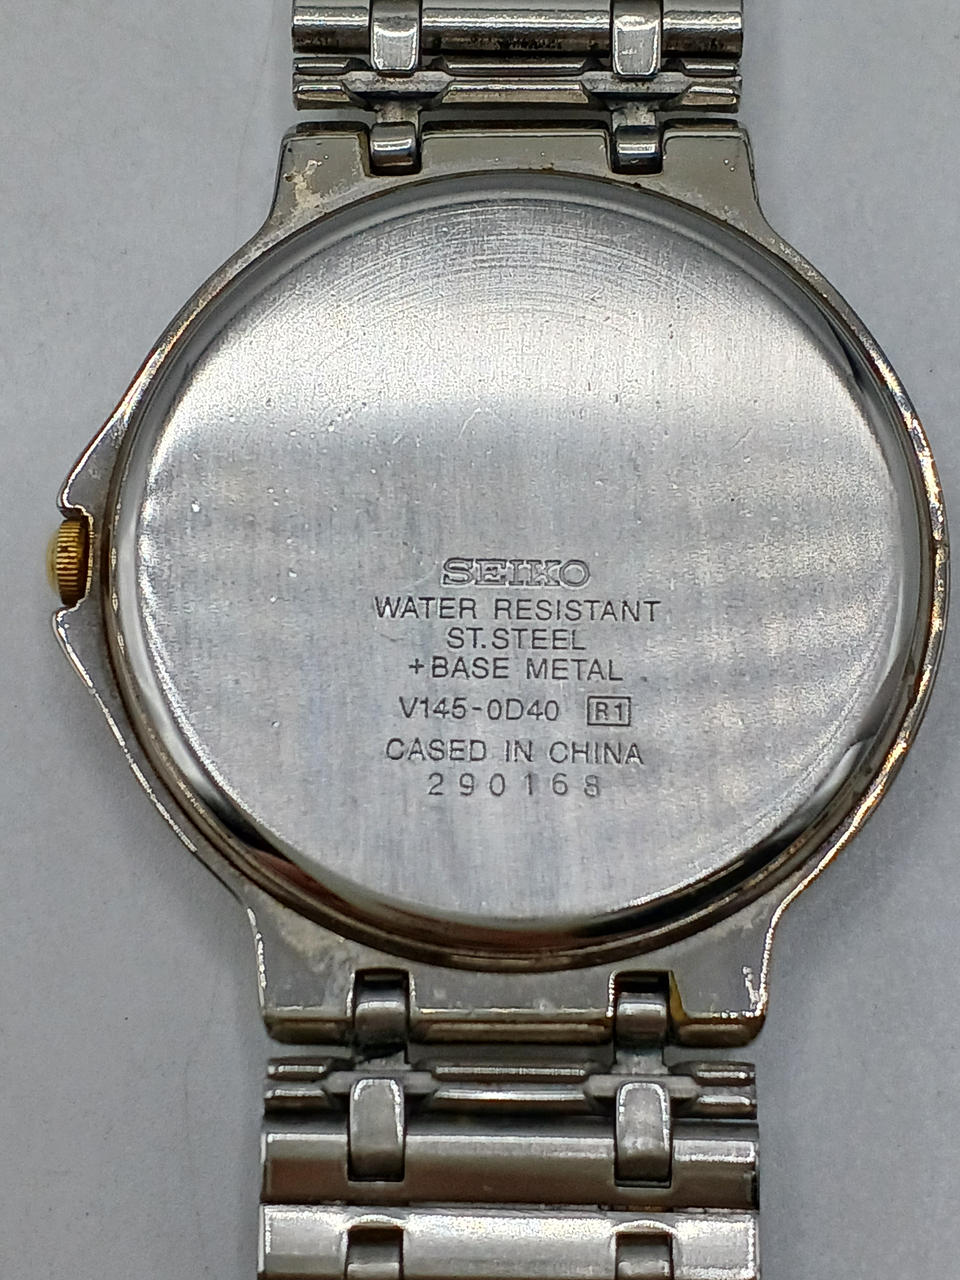 SEIKO
WATER RESISTANT
ST.STEEL
+BASE METAL
V145-0D40 R1
CASED IN CHINA
290168